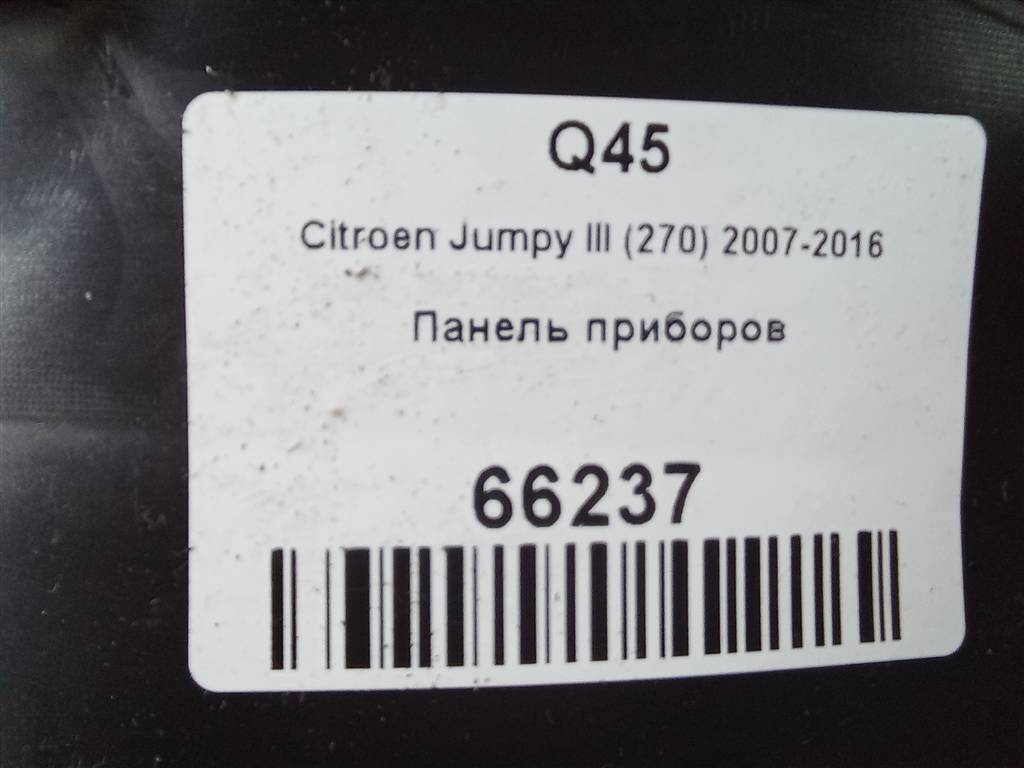 Q45
Citroen Jumpy III (270) 2007-2016
Панель приборов
66237